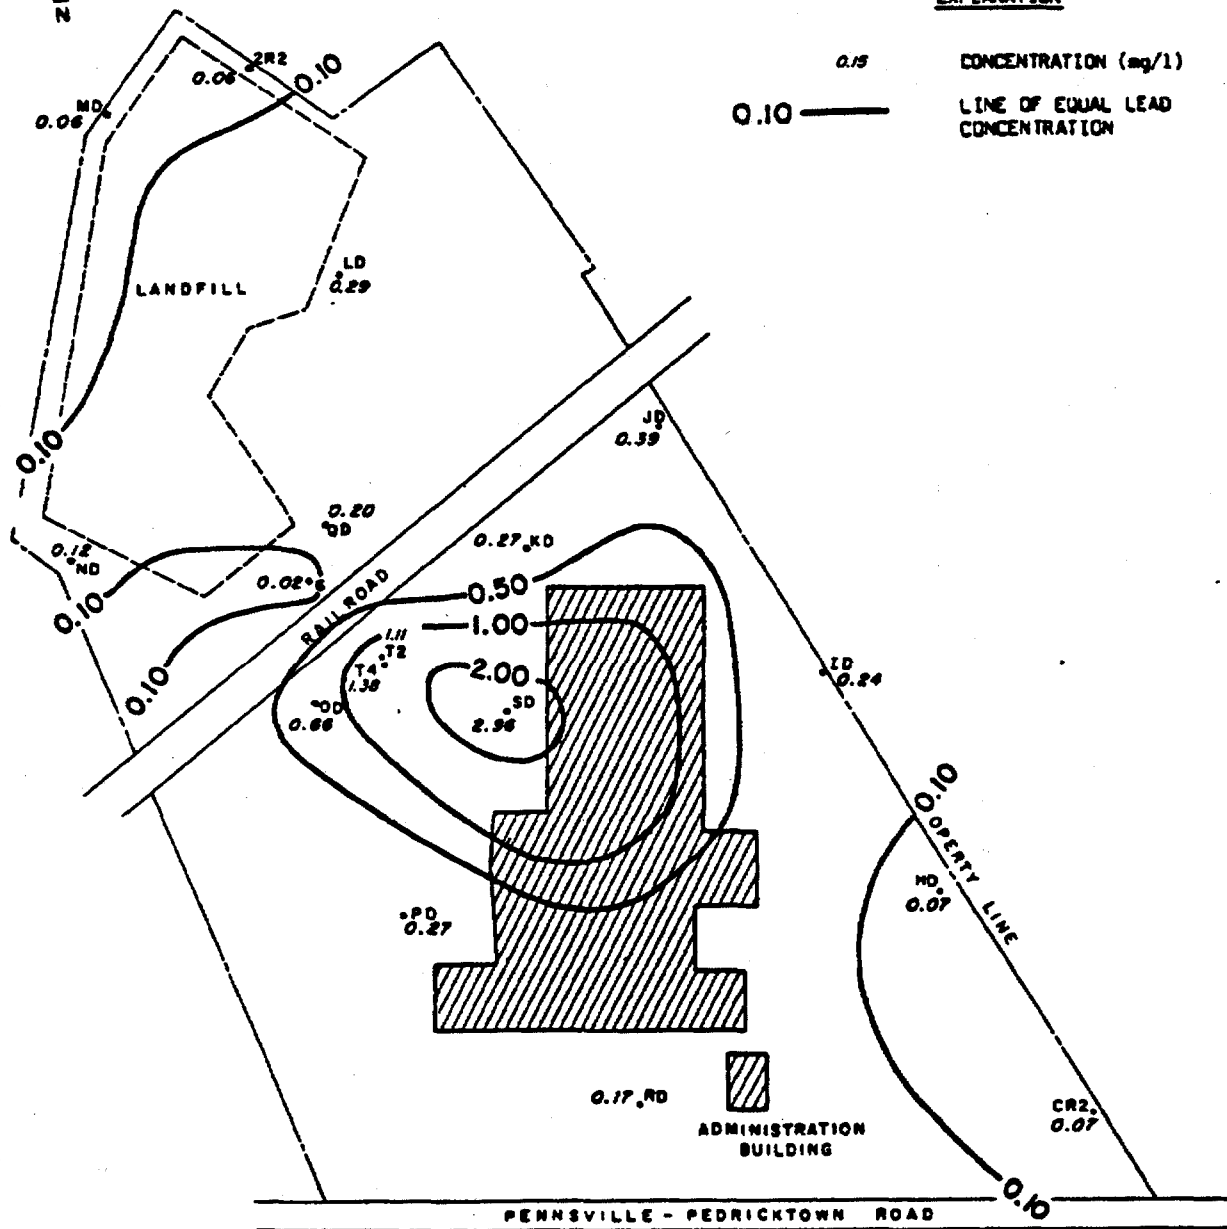 N
EXPLANATION
0.15 CONCENTRATION (mg/l)
0.10 LINE OF EQUAL LEAD
CONCENTRATION
2R2
0.06
0.10
MD
0.06
LD
0.29
LANDFILL
JD
0.39
0.10
0.20
QD
0.12
ND
0.27 KD
0.02
RAILROAD
0.50
0.10
1.00
1.11
T2
T4
1.38
2.00
ID
0.24
0.10
OD
0.66
SD
2.96
0.10
OPERTY LINE
HD
0.07
PD
0.27
0.17 RD
CR2
0.07
ADMINISTRATION
BUILDING
0.10
PENNSVILLE - PEDRICKTOWN ROAD